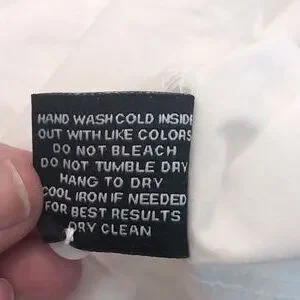 HAND WASH COLD INSIDE
OUT WITH LIKE COLORS
DO NOT BLEACH
DO NOT TUMBLE DRY
HANG TO DRY
COOL IRON IF NEEDED
FOR BEST RESULTS
DRY CLEAN